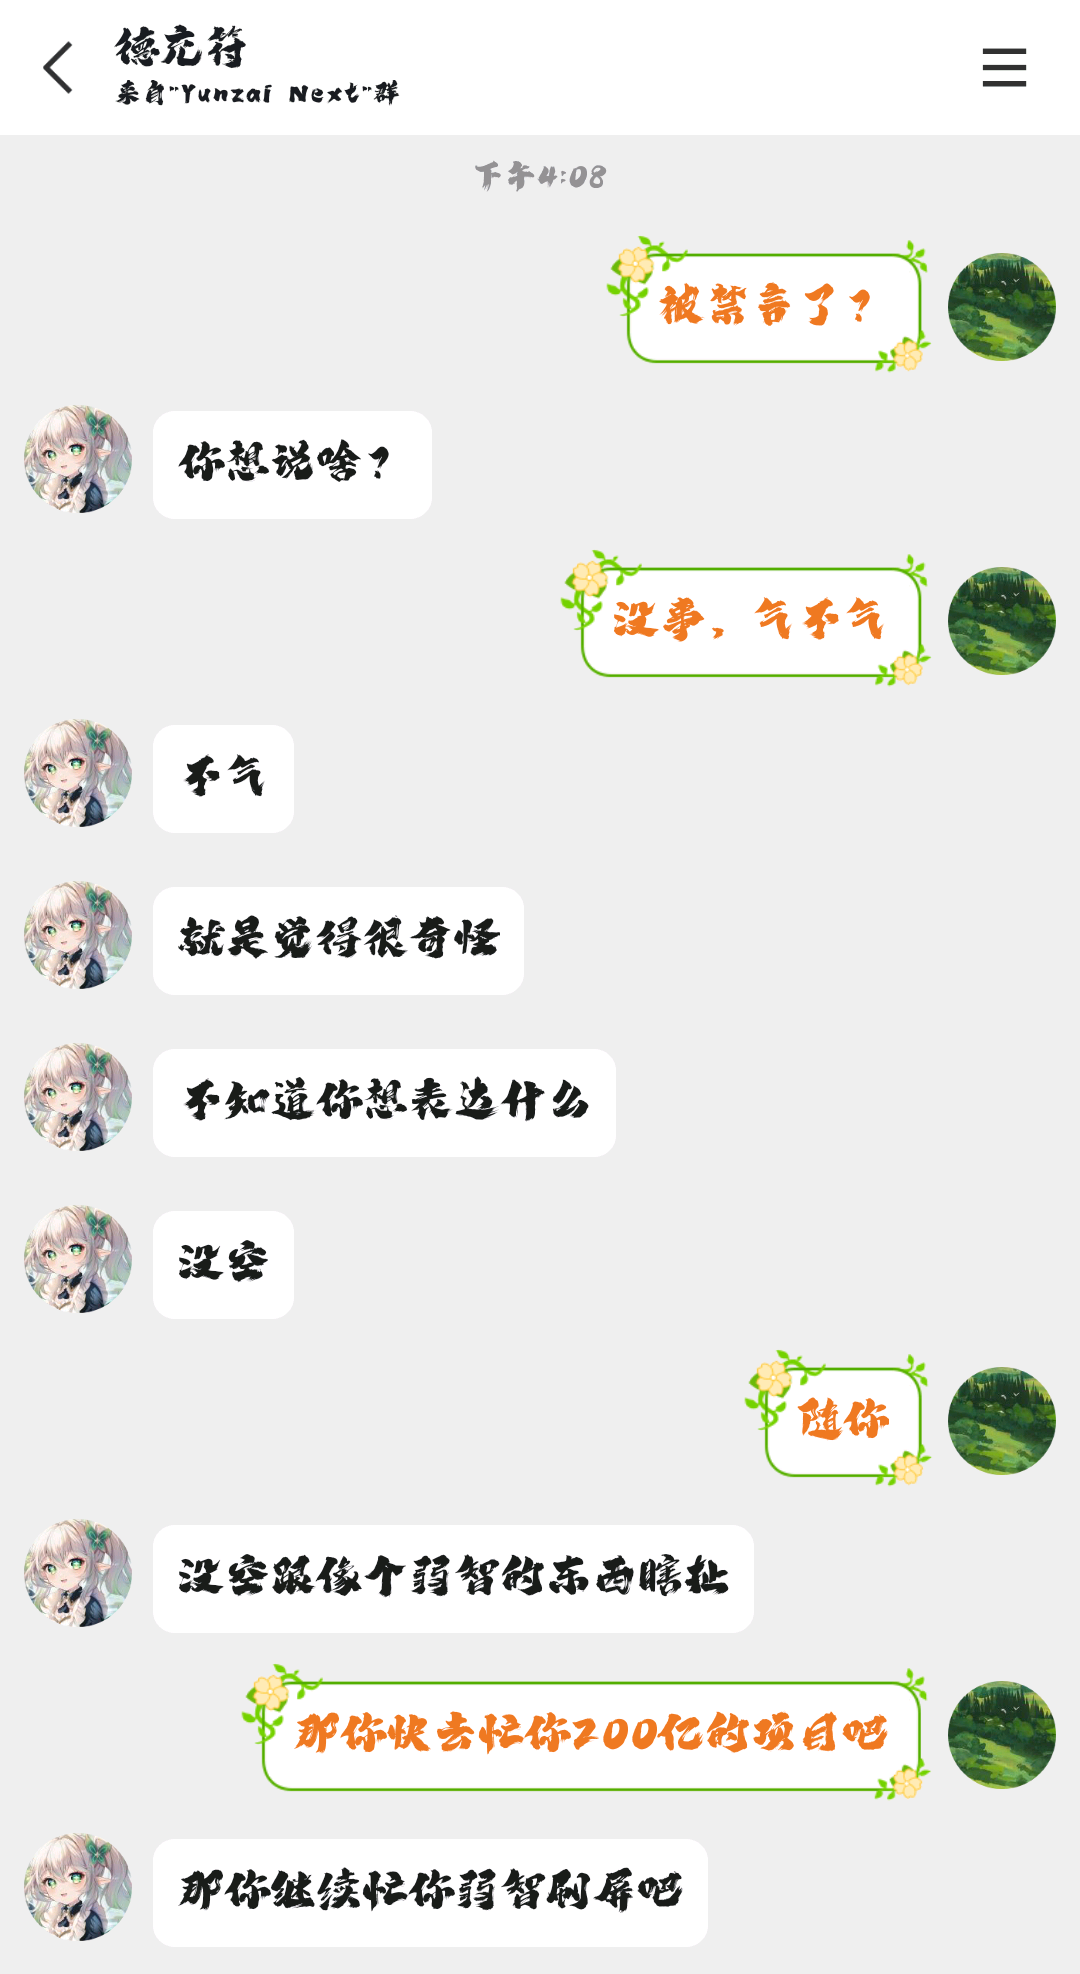 德充符
来自"Yunzai Next"群
下午4:08
被禁言了？
你想说啥？
没事，气不气
不气
就是觉得很奇怪
不知道你想表达什么
没空
随你
没空跟像个弱智的东西瞎扯
那你快去忙你200亿的项目吧
那你继续忙你弱智刷屏吧